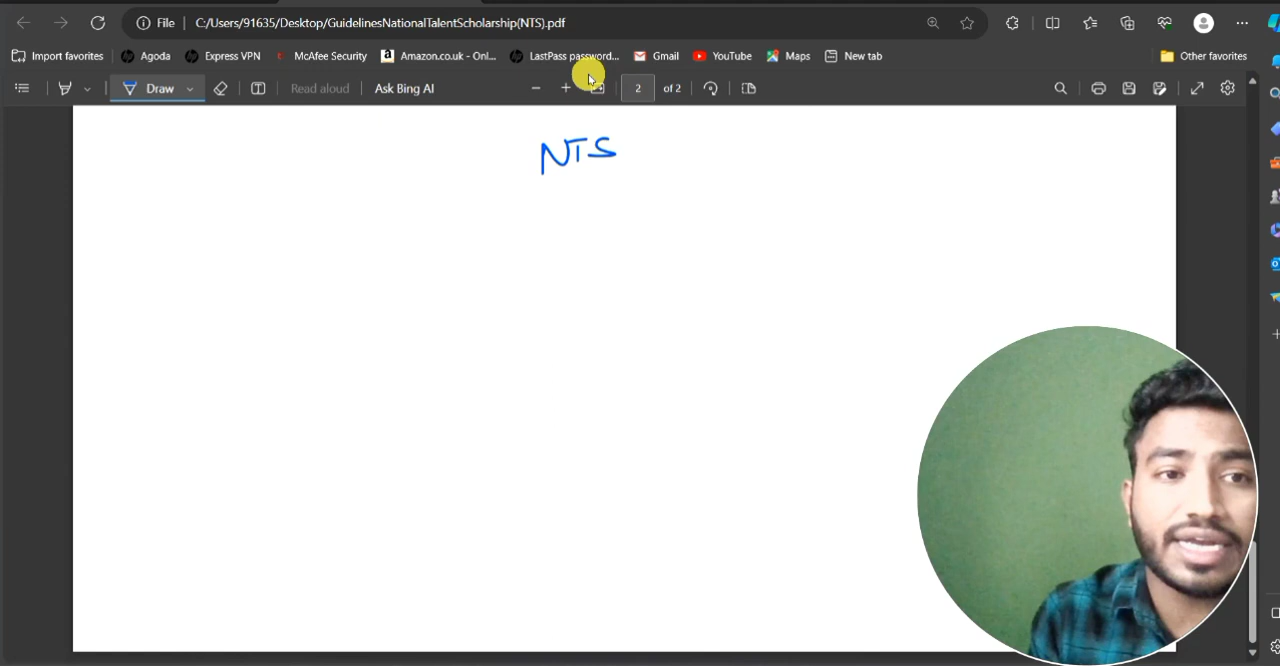 File C:/Users/91635/Desktop/GuidelinesNationalTalentScholarship(NTS).pdf
Import favorites Agoda Express VPN McAfee Security Amazon.co.uk - Onl... LastPass password... Gmail YouTube Maps New tab Other favorites
Draw Read aloud Ask Bing AI 2 of 2
NTS